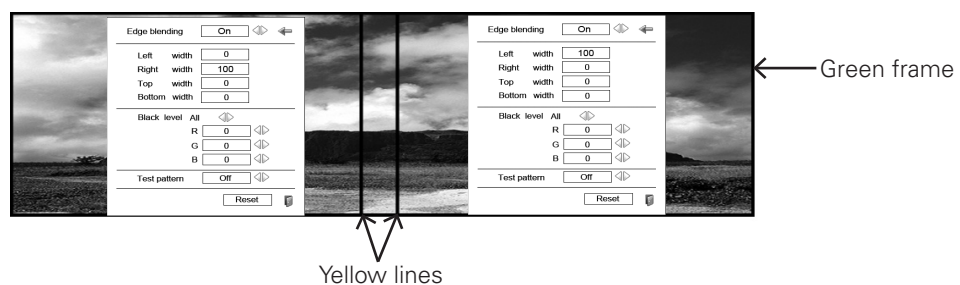 Edge blending On
Left width 0
Right width 100
Top width 0
Bottom width 0
Black level All
R 0
G 0
B 0
Test pattern Off
Reset
Edge blending On
Left width 100
Right width 0
Top width 0
Bottom width 0
Black level All
R 0
G 0
B 0
Test pattern Off
Reset
Green frame
Yellow lines